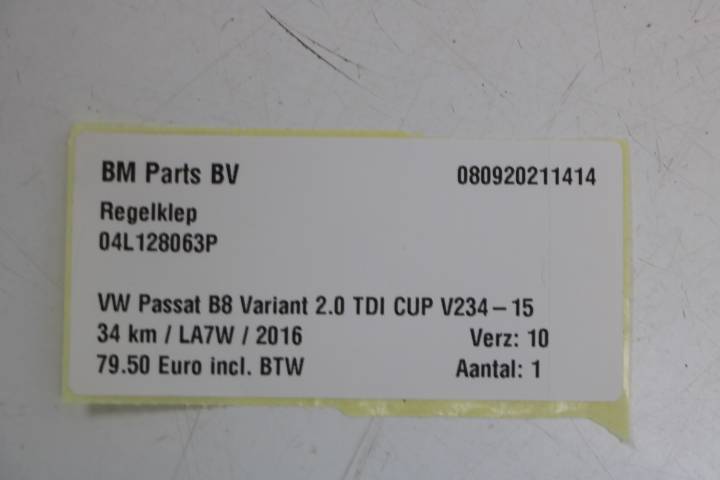 BM Parts BV 080920211414
Regelklep
04L128063P
VW Passat B8 Variant 2.0 TDI CUP V234-15
34 km / LA7W / 2016 Verz: 10
79.50 Euro incl. BTW Aantal: 1